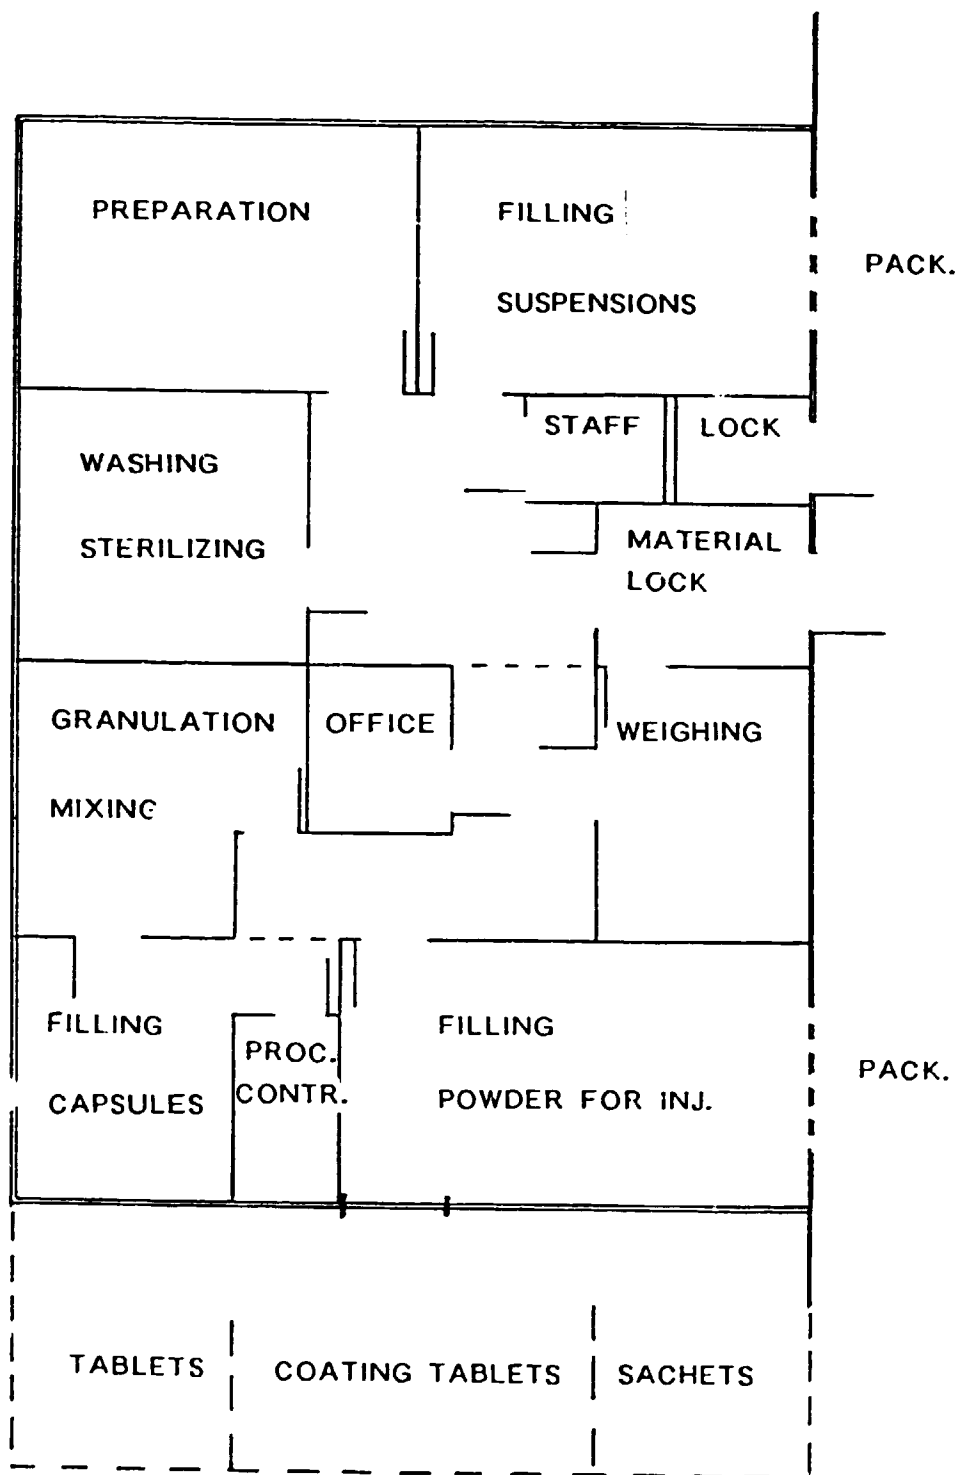 PREPARATION
FILLING
SUSPENSIONS
PACK.
STAFF
LOCK
WASHING
STERILIZING
MATERIAL
LOCK
GRANULATION
MIXING
OFFICE
WEIGHING
FILLING
CAPSULES
PROC.
CONTR.
FILLING
POWDER FOR INJ.
PACK.
TABLETS
COATING TABLETS
SACHETS